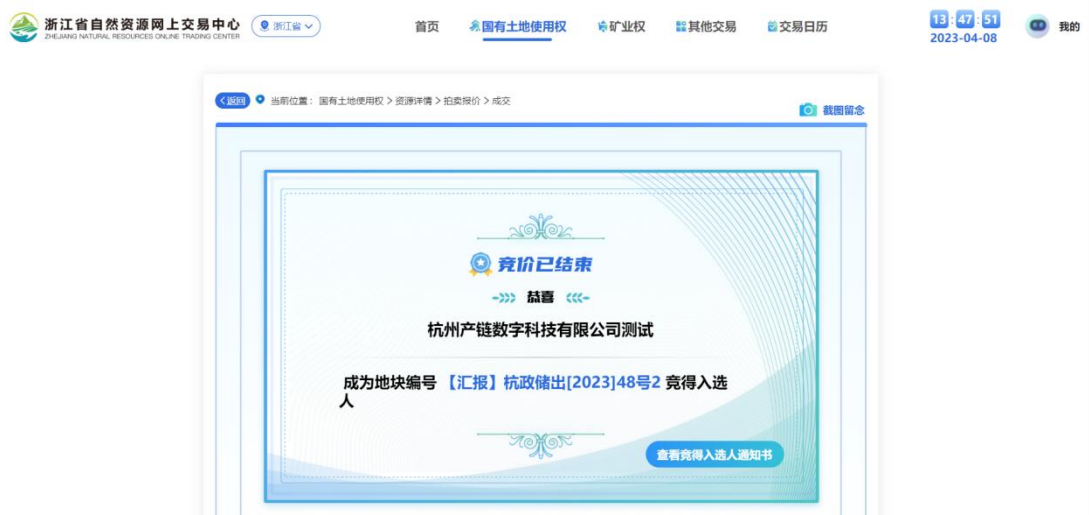 浙江省自然资源网上交易中心
ZHEJIANG NATURAL RESOURCES ONLINE TRADING CENTER
浙江省
首页
国有土地使用权
矿业权
其他交易
交易日历
13:47:51
2023-04-08
我的
返回
当前位置：国有土地使用权 > 资源详情 > 拍卖报价 > 成交
截图留念
竞价已结束
恭喜
杭州产链数字科技有限公司测试
成为地块编号【汇报】杭政储出[2023]48号2 竞得入选
人
查看竞得入选人通知书